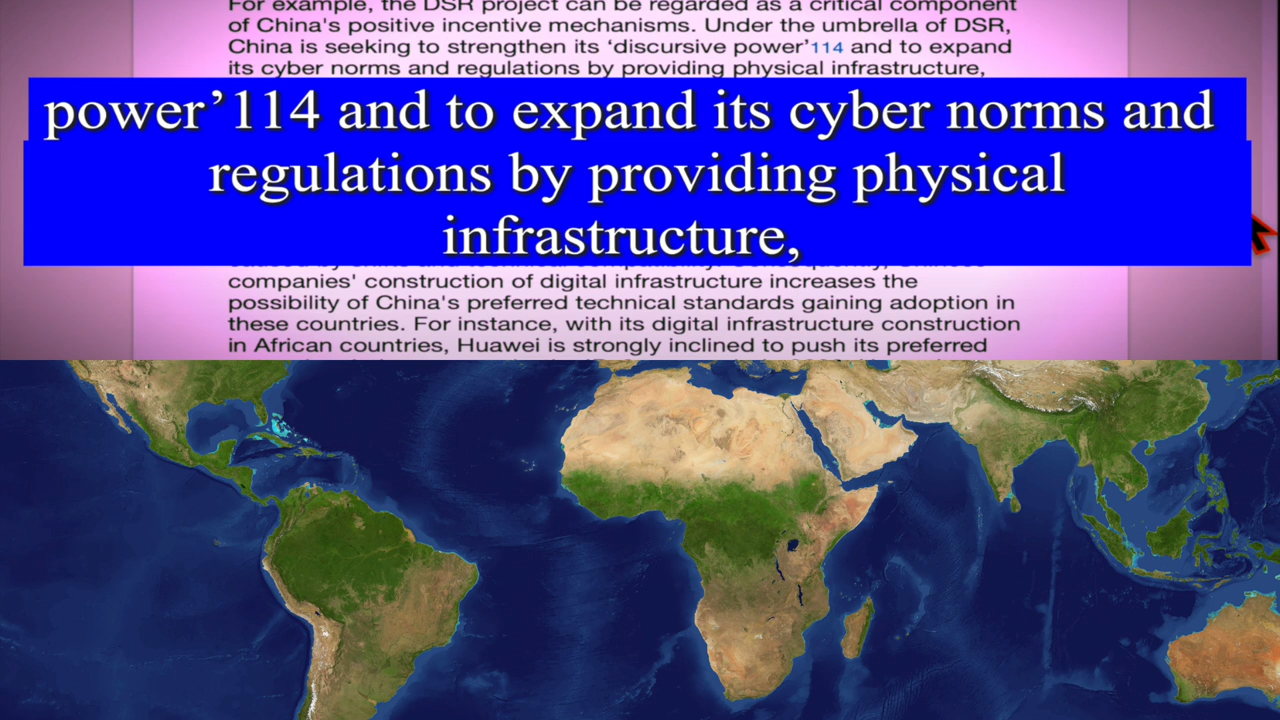 For example, the DSR project can be regarded as a critical component
of China's positive incentive mechanisms. Under the umbrella of DSR,
China is seeking to strengthen its ‘discursive power’114 and to expand
its cyber norms and regulations by providing physical infrastructure,
power’114 and to expand its cyber norms and
regulations by providing physical
infrastructure,
companies' construction of digital infrastructure increases the
possibility of China's preferred technical standards gaining adoption in
these countries. For instance, with its digital infrastructure construction
in African countries, Huawei is strongly inclined to push its preferred